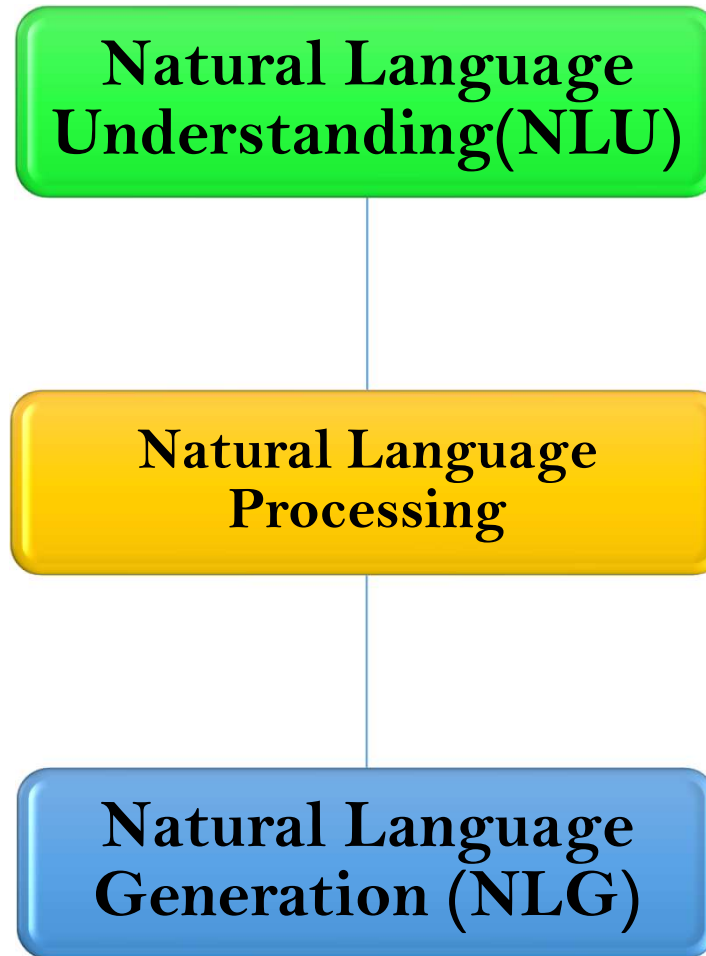 Natural Language
Understanding(NLU)
Natural Language
Processing
Natural Language
Generation (NLG)